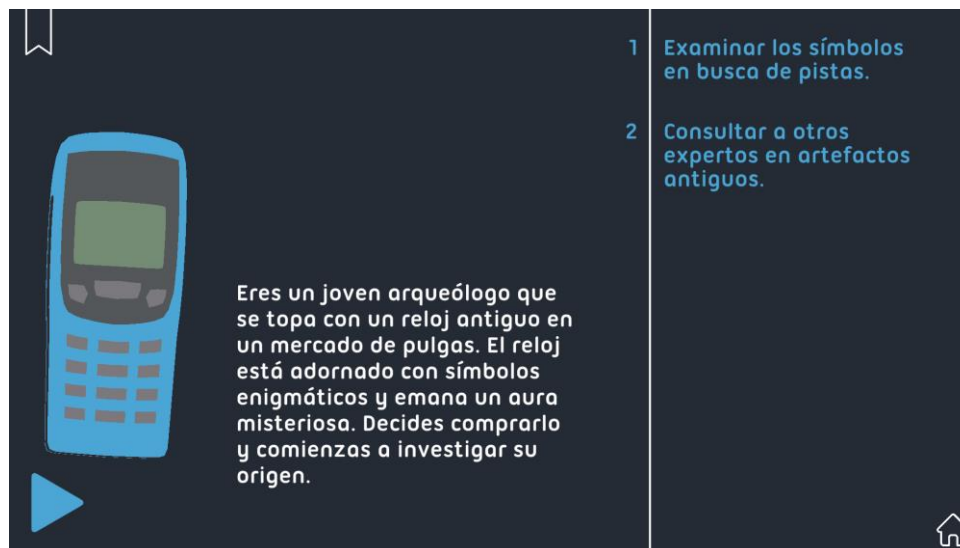 Eres un joven arqueólogo que
se topa con un reloj antiguo en
un mercado de pulgas. El reloj
está adornado con símbolos
enigmáticos y emana un aura
misteriosa. Decides comprarlo
y comienzas a investigar su
origen.
1 Examinar los símbolos
en busca de pistas.
2 Consultar a otros
expertos en artefactos
antiguos.